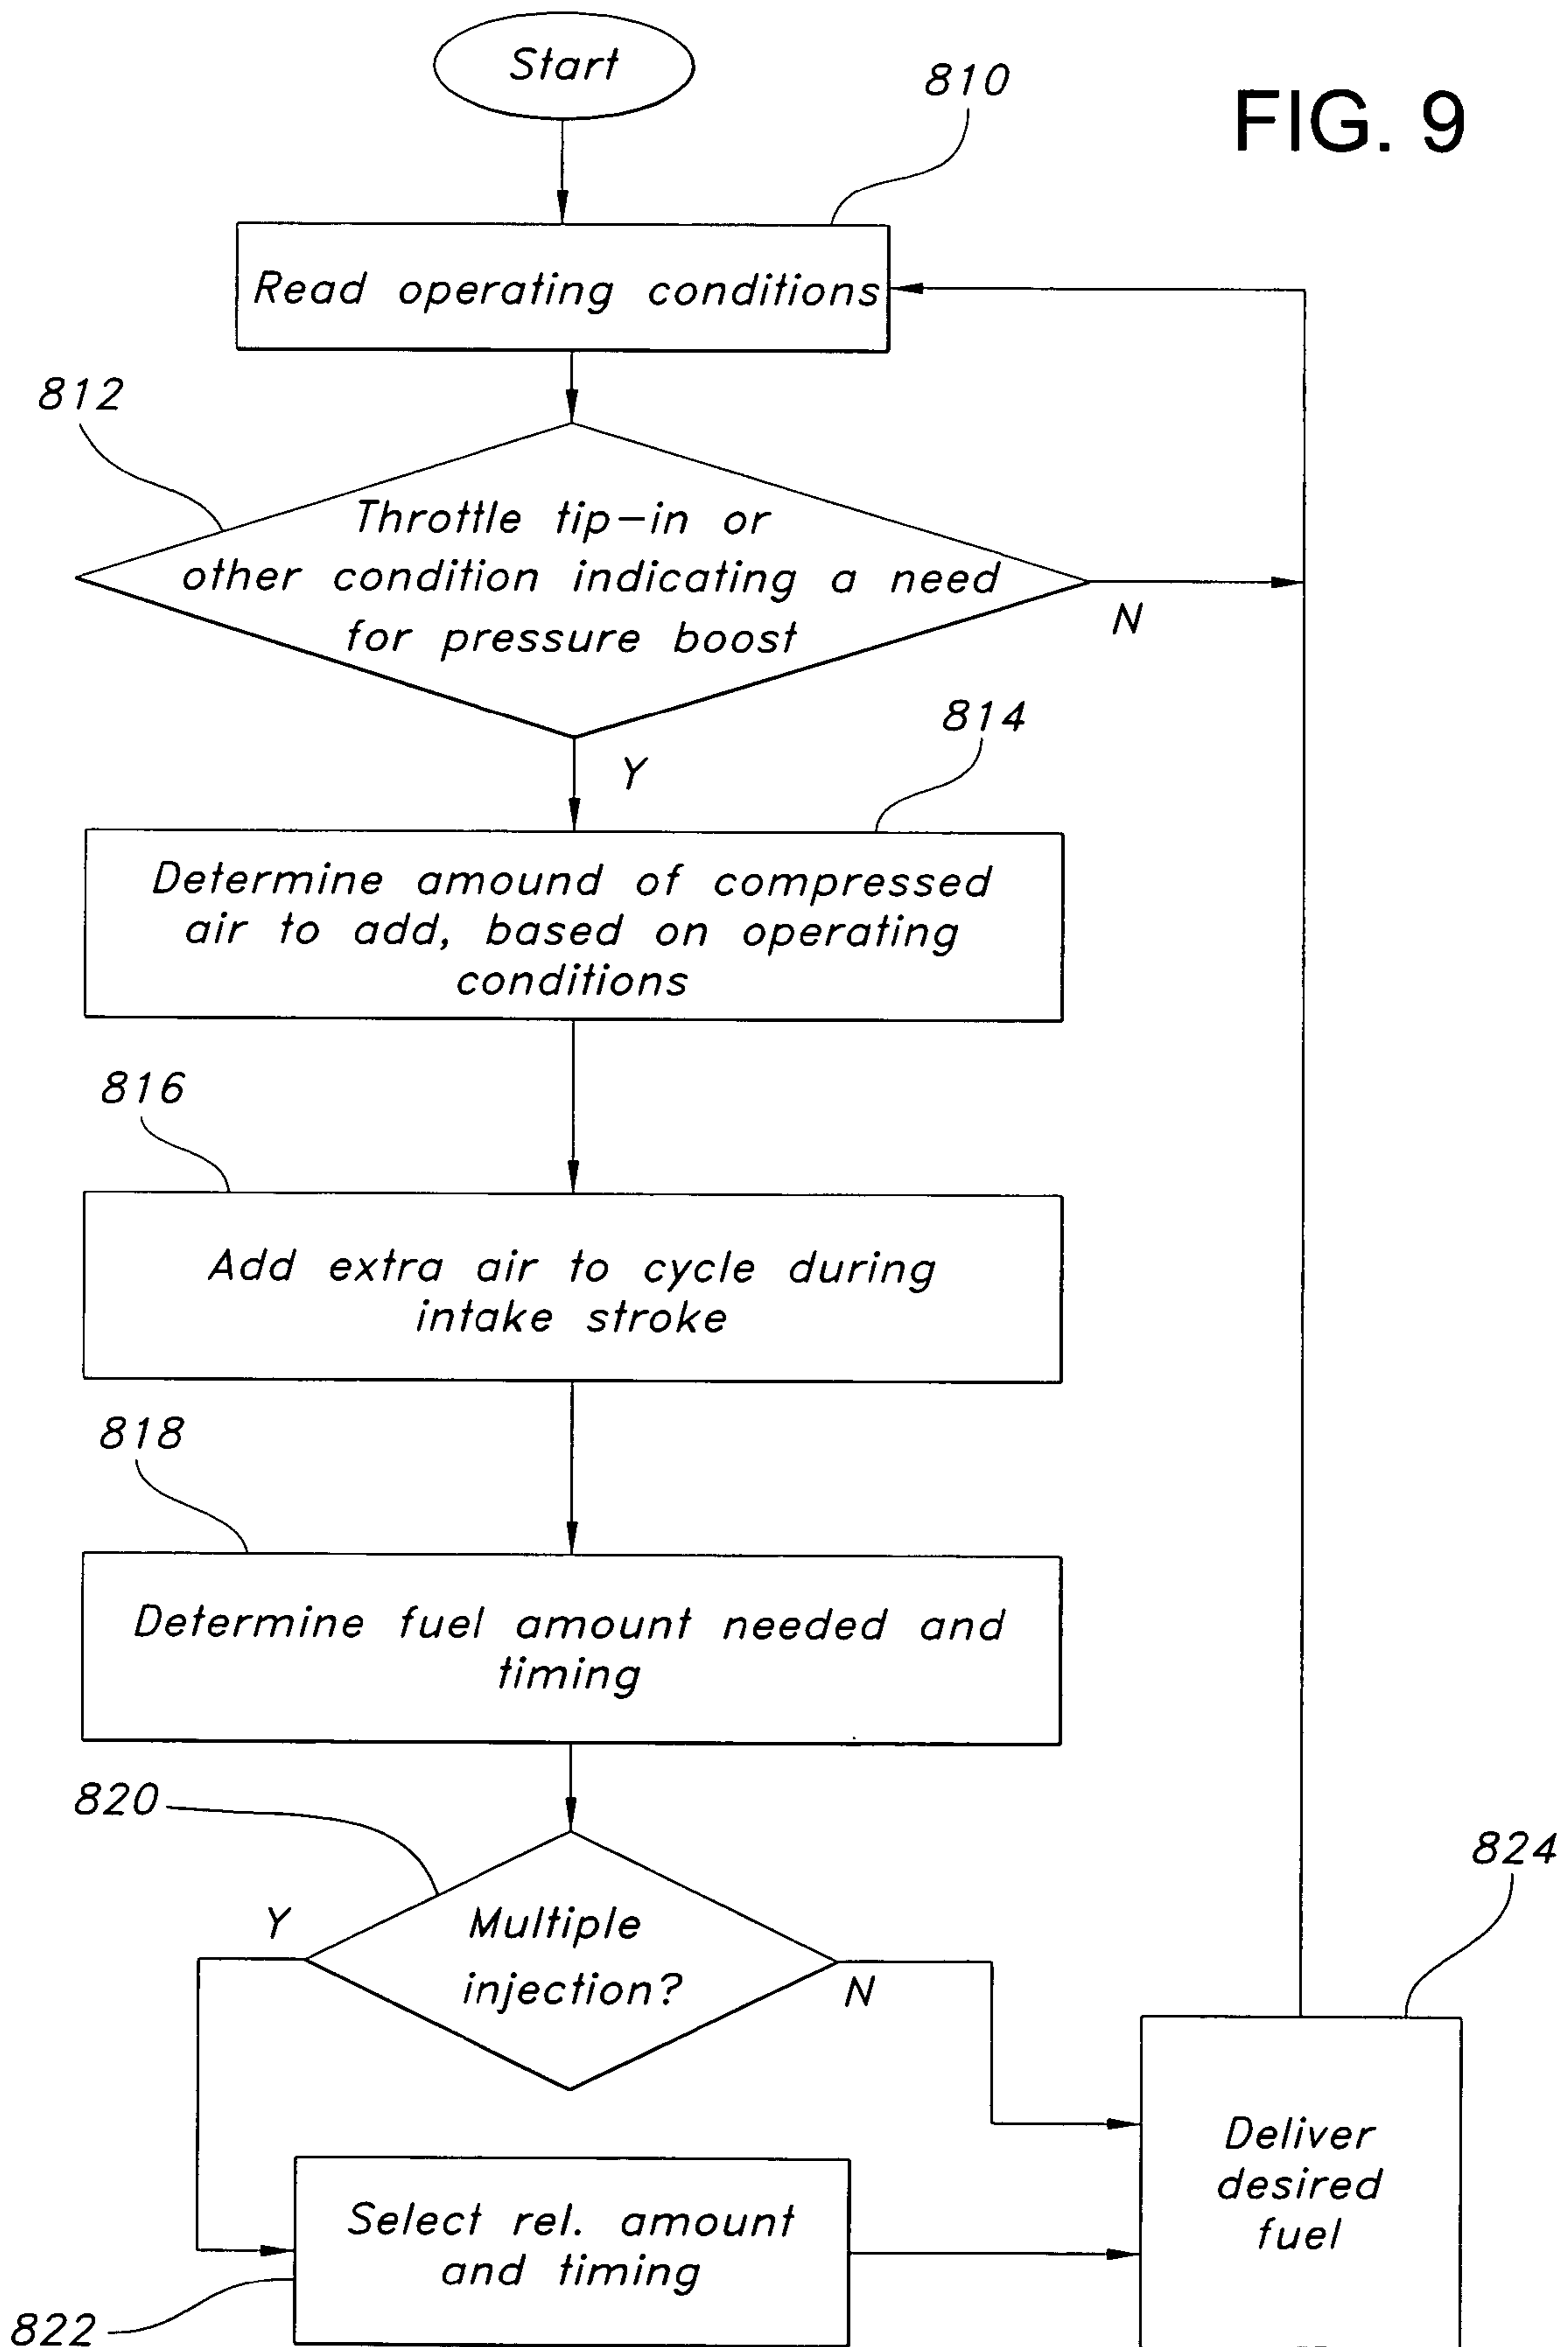 Start
810
FIG. 9
Read operating conditions
812
Throttle tip-in or
other condition indicating a need
for pressure boost
N
Y
814
Determine amount of compressed
air to add, based on operating
conditions
816
Add extra air to cycle during
intake stroke
818
Determine fuel amount needed and
timing
820
Y
Multiple
injection?
N
824
Deliver
desired
fuel
Select rel. amount
and timing
822